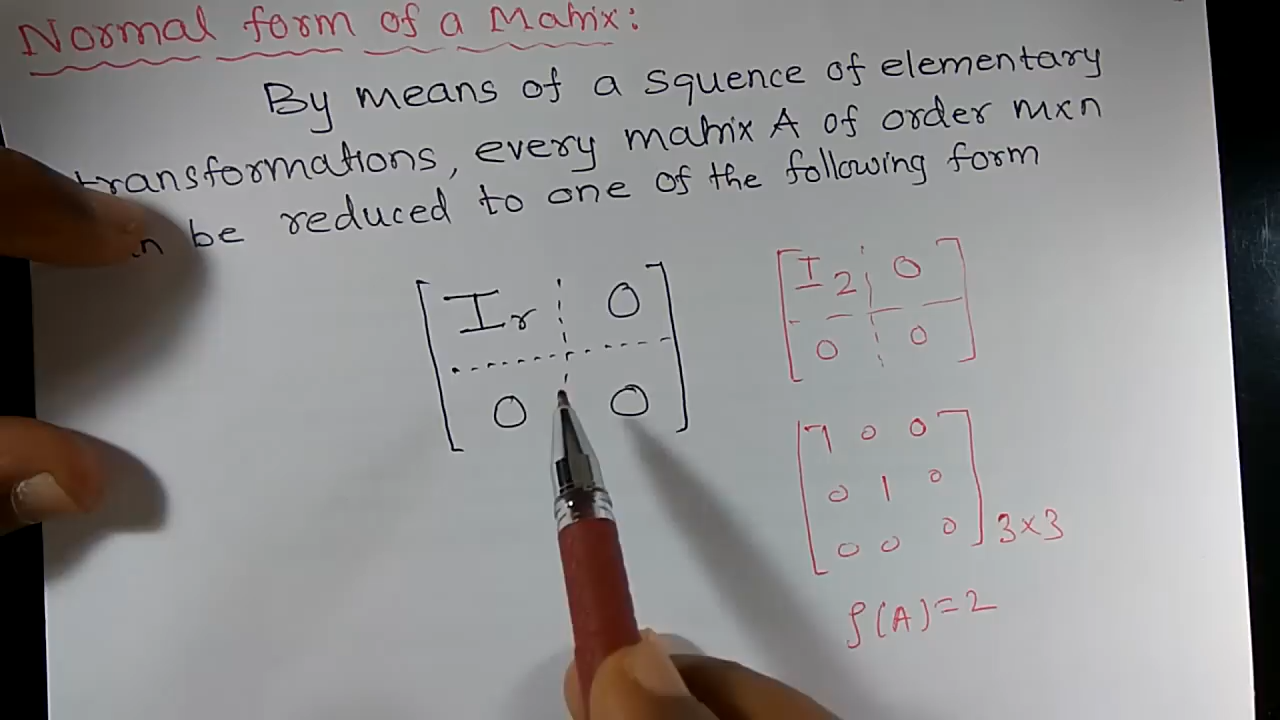 Normal form of a Matrix:
By means of a squence of elementary
transformations, every matrix A of order m×n
be reduced to one of the following form
[ Ir 0
0 0 ]
[ I2 0
0 0 ]
[ 1 0 0
0 1 0
0 0 0 ] 3×3
ρ(A)=2